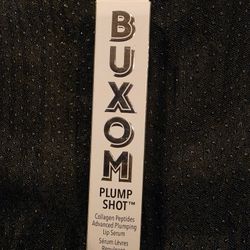 BUXOM
PLUMP
SHOT™
Collagen Peptides
Advanced Plumping
Lip Serum
Sérum Lèvres